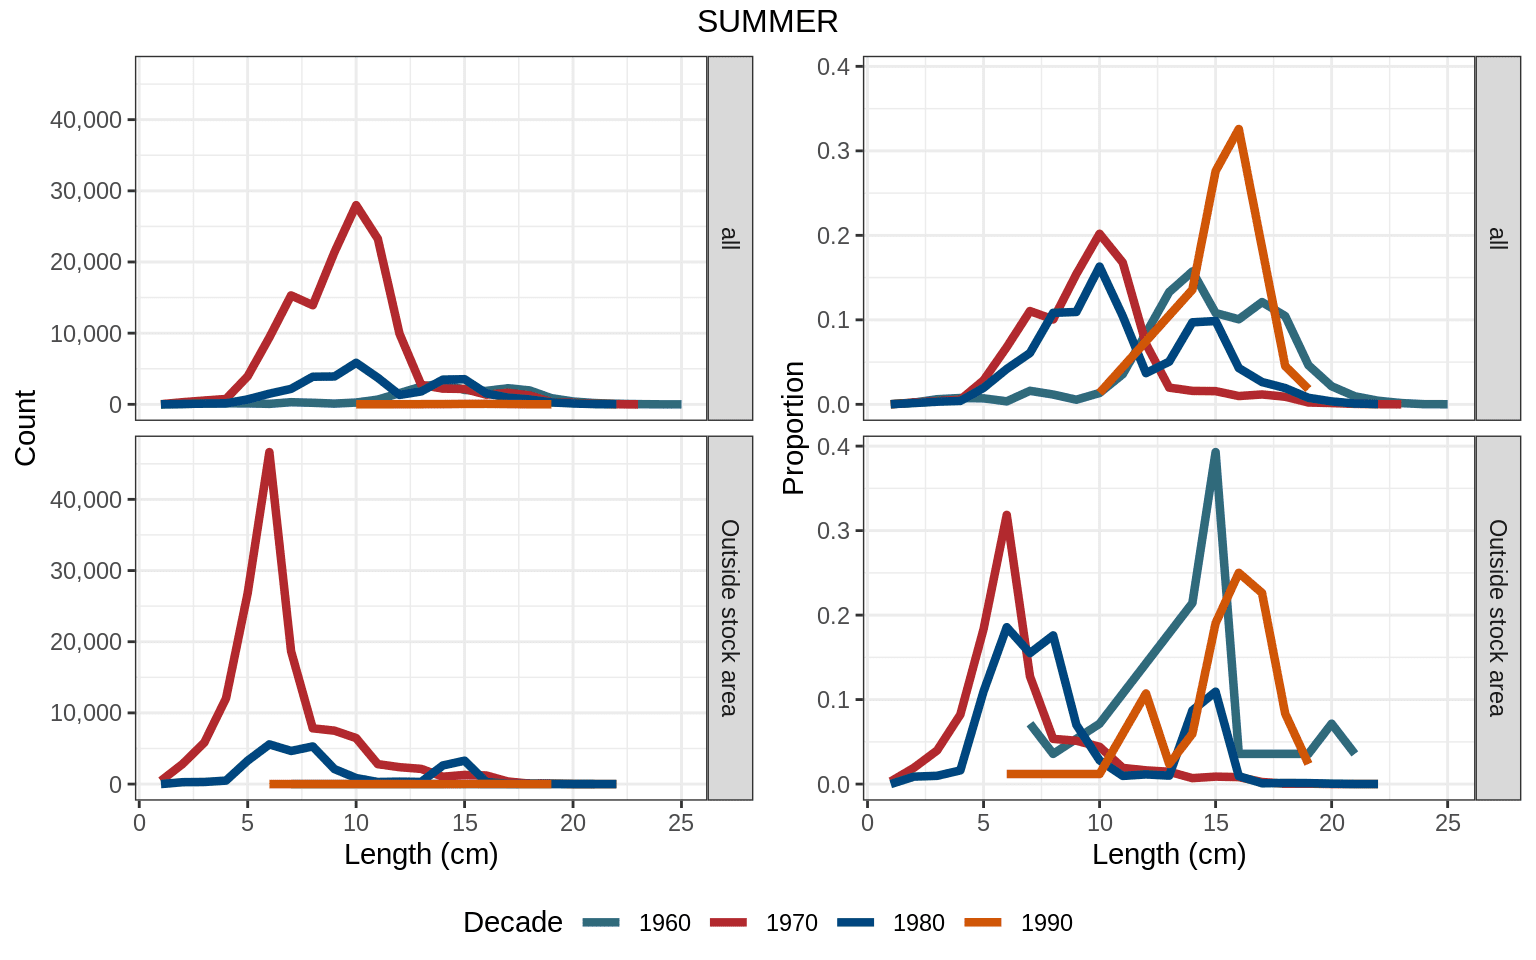 SUMMER
Count
40,000
30,000
20,000
10,000
0
all
40,000
30,000
20,000
10,000
0
Outside stock area
0 5 10 15 20 25
Length (cm)
Proportion
0.4
0.3
0.2
0.1
0.0
all
0.4
0.3
0.2
0.1
0.0
Outside stock area
0 5 10 15 20 25
Length (cm)
Decade 1960 1970 1980 1990